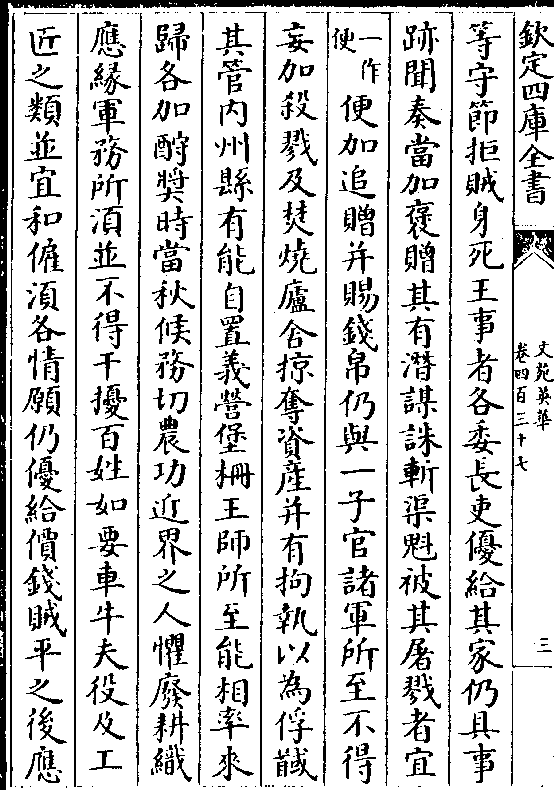 欽定四庫全書
文苑英華
卷四百三十七
三
等守節拒賊身死王事者各委長吏優給其家仍具事
跡聞奏當加褒贈其有潛謀誅斬渠魁被其屠戮者宜
一作便
便加追贈并賜錢帛仍與一子官諸軍所至不得
妄加殺戮及焚燒廬舍掠奪資產并有拘執以為俘馘
其管内州縣有能自置義營堡柵王師所至能相率來
歸各加酧奬時當秋候務切農功近界之人懼廢耕織
應緣軍務所湏並不得干擾百姓如要車牛夫役及工
匠之類並宜和雇湏各情願仍優給價錢賊平之後應